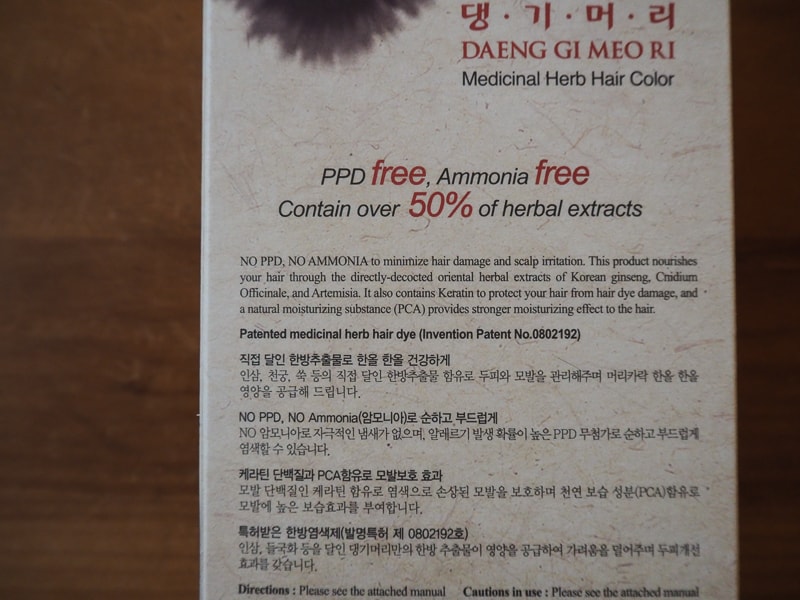 댕·기·머·리
DAENG GI MEO RI
Medicinal Herb Hair Color
PPD free, Ammonia free
Contain over 50% of herbal extracts
NO PPD, NO AMMONIA to minimize hair damage and scalp irritation. This product nourishes
your hair through the directly-decocted oriental herbal extracts of Korean ginseng, Cnidium
Officinale, and Artemisia. It also contains Keratin to protect your hair from hair dye damage, and
a natural moisturizing substance (PCA) provides stronger moisturizing effect to the hair.
Patented medicinal herb hair dye (Invention Patent No.0802192)
직접 달인 한방추출물로 한올 한올 건강하게
인삼, 천궁, 쑥 등의 직접 달인 한방추출물 함유로 두피와 모발을 관리해주며 머리카락 한올 한올
영양을 공급해 드립니다.
NO PPD, NO Ammonia(암모니아)로 순하고 부드럽게
NO 암모니아로 자극적인 냄새가 없으며, 알레르기 발생 확률이 높은 PPD 무첨가로 순하고 부드럽게
염색할 수 있습니다.
케라틴 단백질과 PCA함유로 모발보호 효과
모발 단백질인 케라틴 함유로 염색으로 손상된 모발을 보호하며 천연 보습 성분(PCA)함유로
모발에 높은 보습효과를 부여합니다.
특허받은 한방염색제(발명특허 제 0802192호)
인삼, 들국화 등을 달인 댕기머리만의 한방 추출물이 영양을 공급하여 가려움을 덜어주며 두피개선
효과를 갖습니다.
Directions : Please see the attached manual Cautions in use : Please see the attached manual